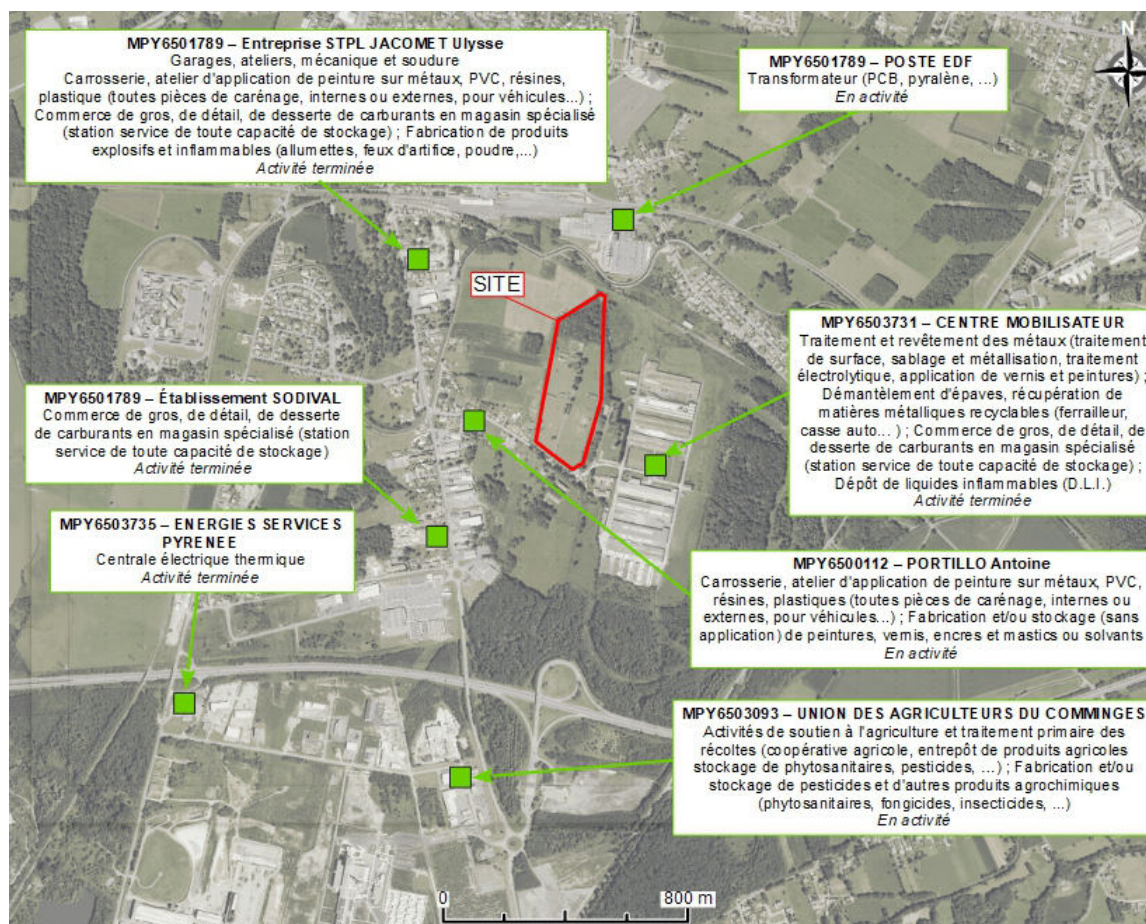 MPY6501789 – Entreprise STPL JACOMET Ulysse
Garages, ateliers, mécanique et soudure
Carrosserie, atelier d'application de peinture sur métaux, PVC, résines,
plastique (toutes pièces de carénage, internes ou externes, pour véhicules...) ;
Commerce de gros, de détail, de desserte de carburants en magasin spécialisé
(station service de toute capacité de stockage) ; Fabrication de produits
explosifs et inflammables (allumettes, feux d'artifice, poudre,...)
Activité terminée
MPY6501789 – POSTE EDF
Transformateur (PCB, pyralène, ...)
En activité
N
SITE
MPY6503731 – CENTRE MOBILISATEUR
Traitement et revêtement des métaux (traitement
de surface, sablage et métallisation, traitement
électrolytique, application de vernis et peintures) ;
Démantèlement d'épaves, récupération de
matières métalliques recyclables (ferrailleur,
casse auto... ) ; Commerce de gros, de détail, de
desserte de carburants en magasin spécialisé
(station service de toute capacité de stockage) ;
Dépôt de liquides inflammables (D.L.I.)
Activité terminée
MPY6501789 – Établissement SODIVAL
Commerce de gros, de détail, de desserte
de carburants en magasin spécialisé (station
service de toute capacité de stockage)
Activité terminée
MPY6503735 – ENERGIES SERVICES
PYRENEE
Centrale électrique thermique
Activité terminée
MPY6500112 – PORTILLO Antoine
Carrosserie, atelier d'application de peinture sur métaux, PVC,
résines, plastiques (toutes pièces de carénage, internes ou
externes, pour véhicules...) ; Fabrication et/ou stockage (sans
application) de peintures, vernis, encres et mastics ou solvants
En activité
MPY6503093 – UNION DES AGRICULTEURS DU COMMINGES
Activités de soutien à l'agriculture et traitement primaire des
récoltes (coopérative agricole, entrepôt de produits agricoles
stockage de phytosanitaires, pesticides, ...) ; Fabrication et/ou
stockage de pesticides et d'autres produits agrochimiques
(phytosanitaires, fongicides, insecticides, ...)
En activité
0 800 m